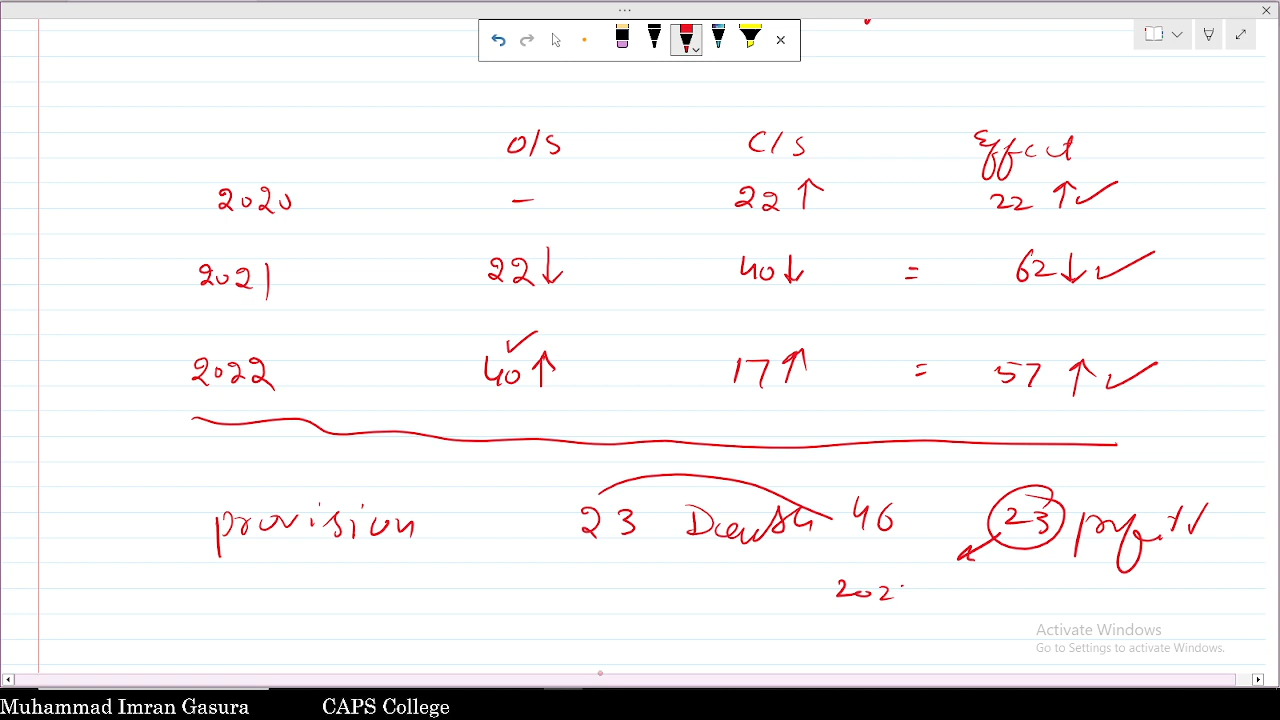 O/S C/S Effect
2020 – 22 ↑ 22 ↑ ✓
2021 22 ↓ 40 ↓ = 62 ↓ ✓
2022 40 ↑ ✓ 17 ↑ = 57 ↑ ✓
provision 23 46 23 profit ✓
202
Activate Windows
Go to Settings to activate Windows.
Muhammad Imran Gasura CAPS College